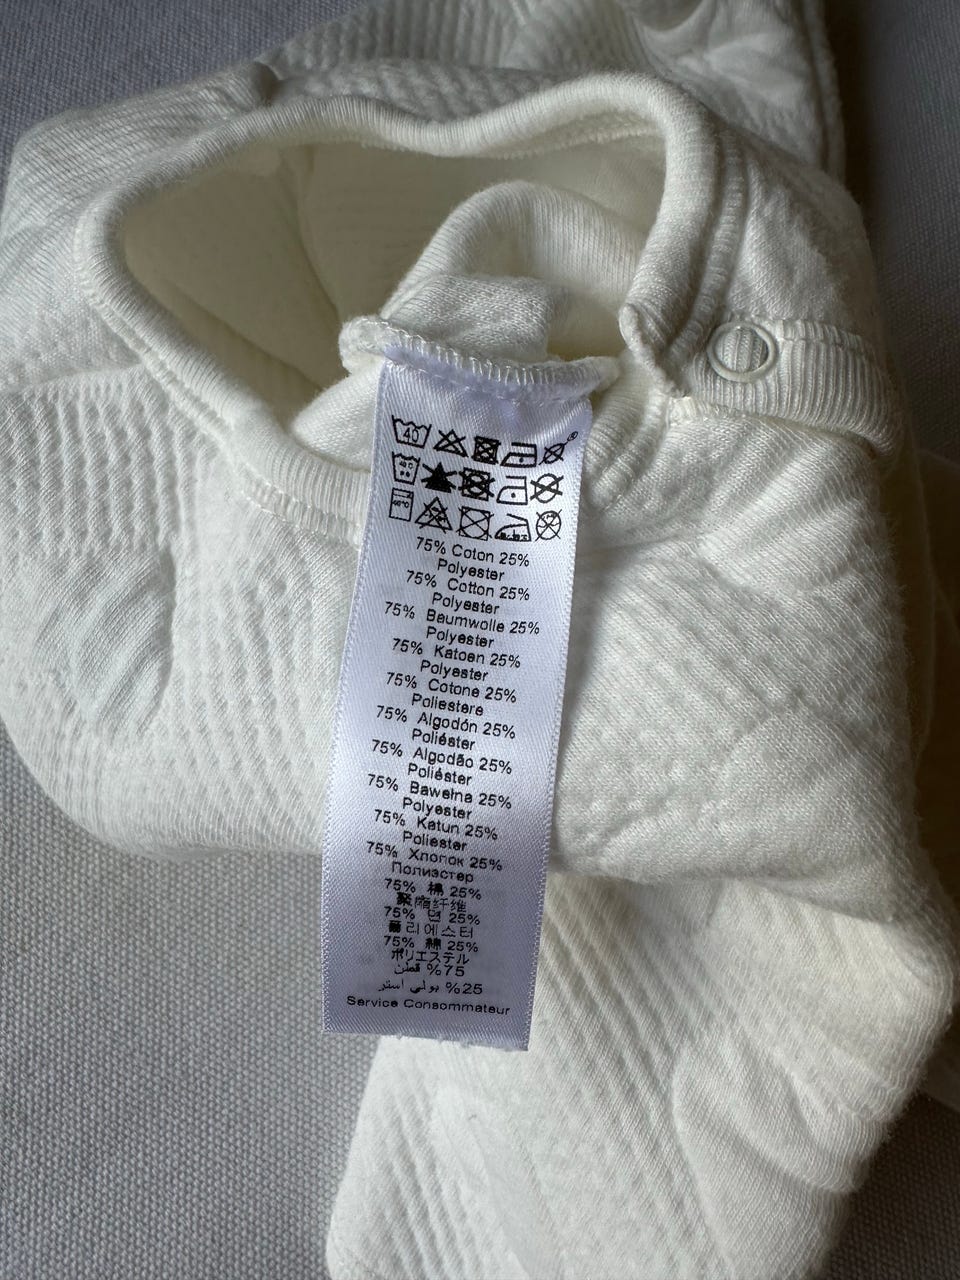 40
40°C
40°C
75% Coton 25%
Polyester
75% Cotton 25%
Polyester
75% Baumwolle 25%
Polyester
75% Katoen 25%
Polyester
75% Cotone 25%
Poliestere
75% Algodón 25%
Poliéster
75% Algodão 25%
Poliéster
75% Bawełna 25%
Polyester
75% Katun 25%
Poliester
75% Хлопок 25%
Полиэстер
75% 棉 25%
聚酯纤维
75% 면 25%
폴리에스터
75% 綿 25%
ポリエステル
75% قطن
25% بولي استر
Service Consommateur